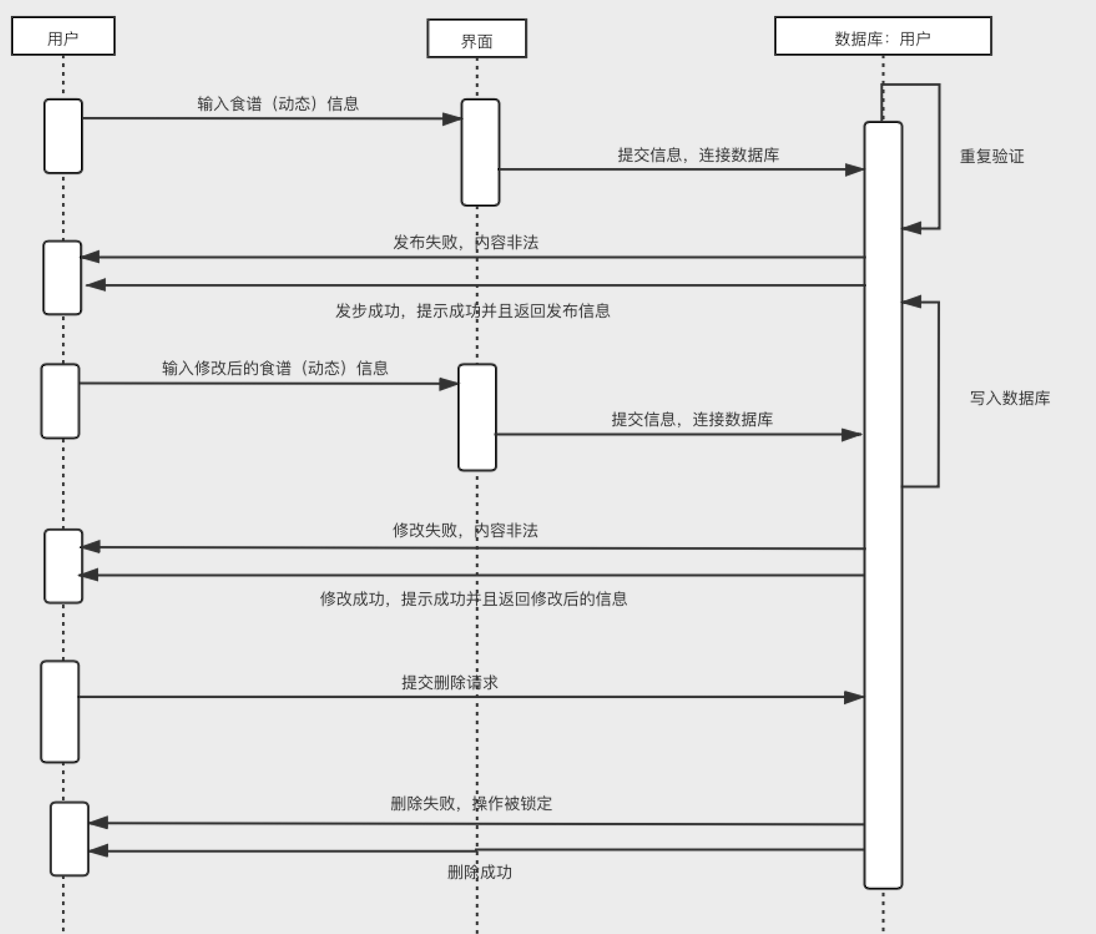 用户
界面
数据库：用户
输入食谱（动态）信息
提交信息，连接数据库
重复验证
发布失败，内容非法
发步成功，提示成功并且返回发布信息
输入修改后的食谱（动态）信息
写入数据库
提交信息，连接数据库
修改失败，内容非法
修改成功，提示成功并且返回修改后的信息
提交删除请求
删除失败，操作被锁定
删除成功